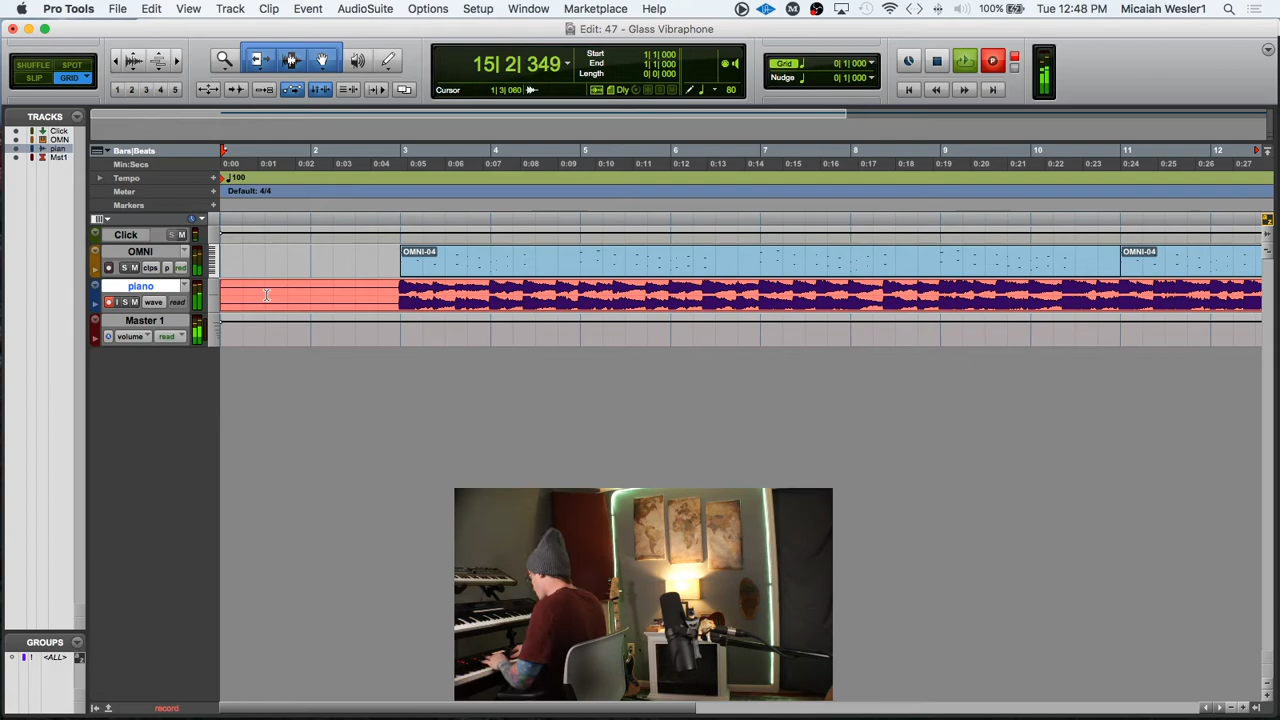 Pro Tools File Edit View Track Clip Event AudioSuite Options Setup Window Marketplace Help 100% Tue 12:48 PM Micaiah Wesler1
Edit: 47 - Glass Vibraphone
SHUFFLE SPOT
SLIP GRID
1 2 3 4 5
15| 2| 349
Start 1| 1| 000
End 1| 1| 000
Length 0| 0| 000
Cursor 1| 3| 060 Dly 80
Grid 0| 1| 000
Nudge 0| 1| 000
TRACKS
Click
OMN
pian
Mst1
Bars|Beats 2 3 4 5 6 7 8 9 10 11 12
Min:Secs 0:00 0:01 0:02 0:03 0:04 0:05 0:06 0:07 0:08 0:09 0:10 0:11 0:12 0:13 0:14 0:15 0:16 0:17 0:18 0:19 0:20 0:21 0:22 0:23 0:24 0:25 0:26 0:27
Tempo 100
Meter Default: 4/4
Markers
Click S M
OMNI OMNI-04 OMNI-04
S M clps p red
piano
I S M wave read
Master 1
volume read
GROUPS
1 <ALL>
record